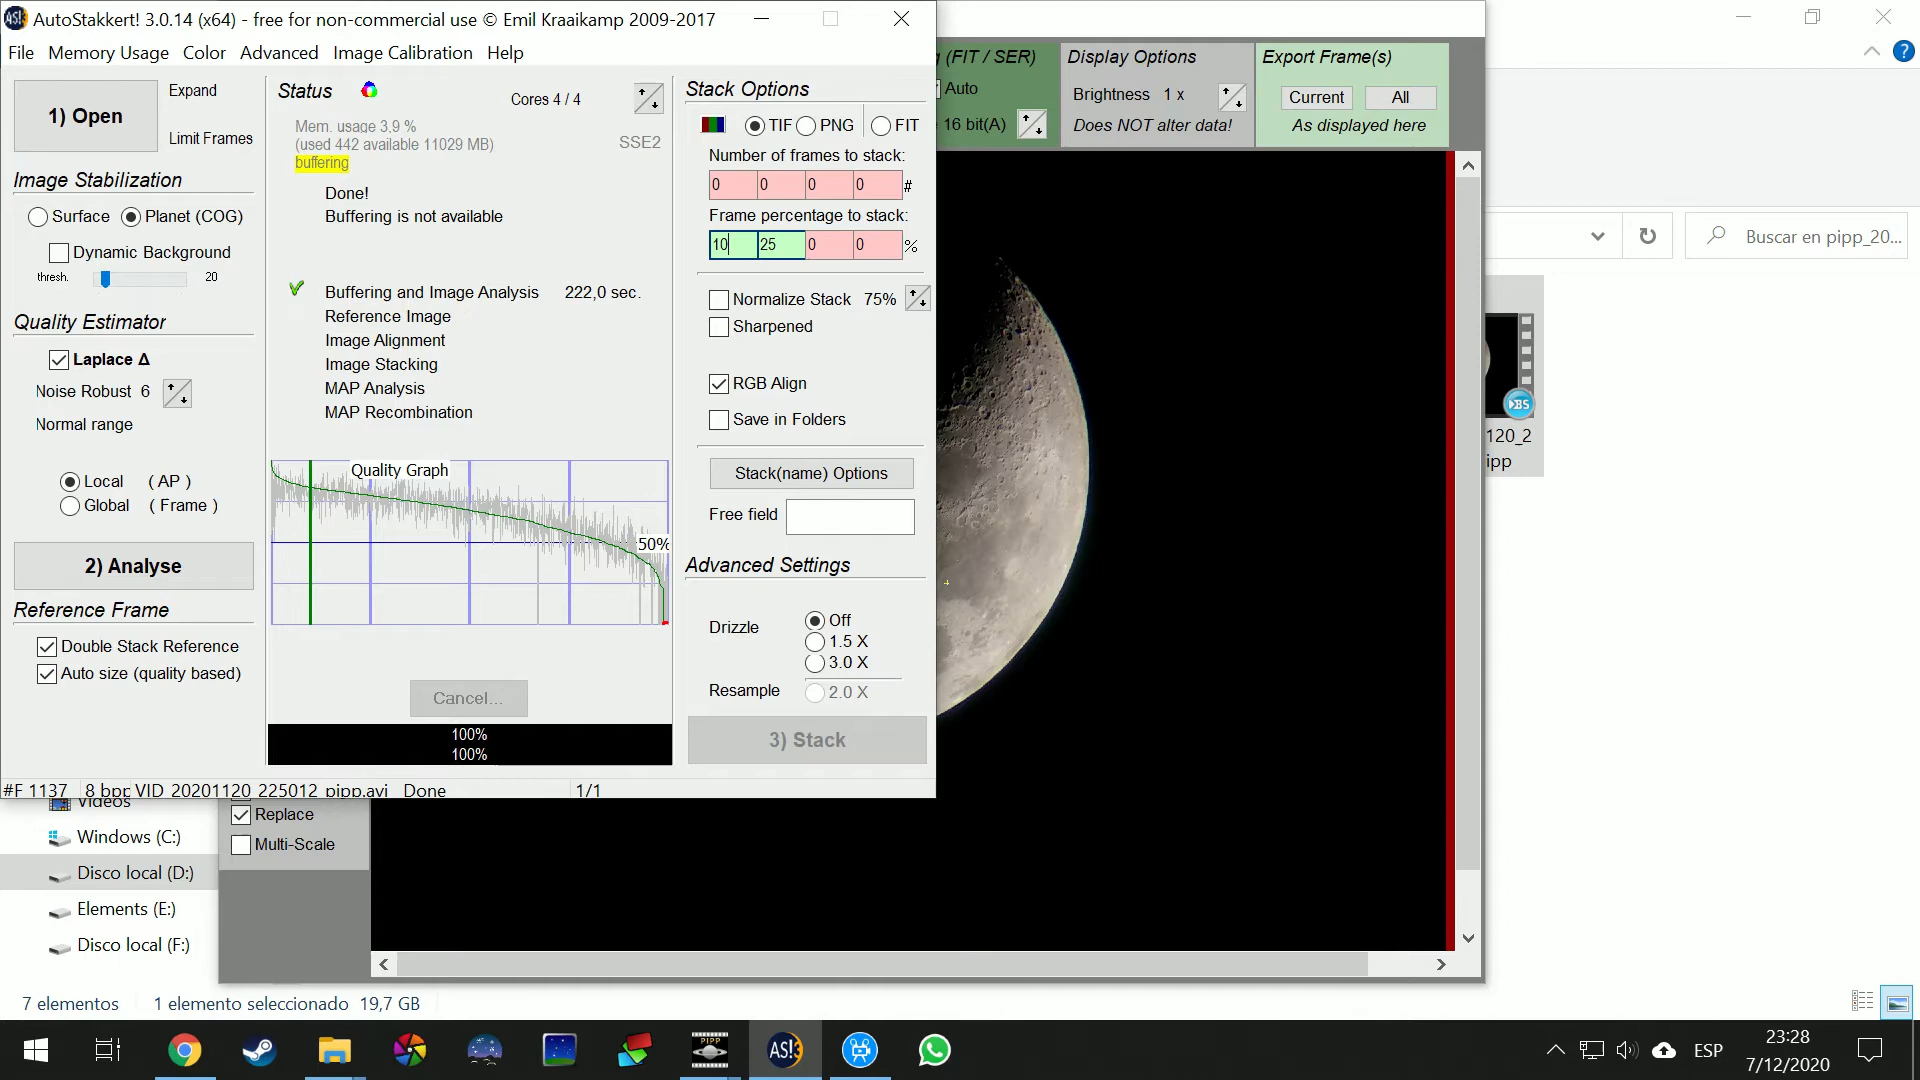 AutoStakkert! 3.0.14 (x64) - free for non-commercial use © Emil Kraaikamp 2009-2017
File Memory Usage Color Advanced Image Calibration Help
1) Open
Expand
Limit Frames
Image Stabilization
Surface Planet (COG)
Dynamic Background
thresh. 20
Quality Estimator
Laplace Δ
Noise Robust 6
Normal range
Local ( AP )
Global ( Frame )
2) Analyse
Reference Frame
Double Stack Reference
Auto size (quality based)
Status
Cores 4 / 4
Mem. usage 3,9 %
(used 442 available 11029 MB)
SSE2
buffering
Done!
Buffering is not available
Buffering and Image Analysis 222,0 sec.
Reference Image
Image Alignment
Image Stacking
MAP Analysis
MAP Recombination
Quality Graph
50%
Cancel...
100%
100%
Stack Options
TIF PNG FIT
Number of frames to stack:
0 0 0 0 #
Frame percentage to stack:
10 25 0 0 %
Normalize Stack 75%
Sharpened
RGB Align
Save in Folders
Stack(name) Options
Free field
Advanced Settings
Drizzle
Off
1.5 X
3.0 X
Resample 2.0 X
3) Stack
#F 1137 8 bpp VID_20201120_225012_pipp.avi Done 1/1
g (FIT / SER)
Auto
16 bit(A)
Display Options
Brightness 1 x
Does NOT alter data!
Export Frame(s)
Current All
As displayed here
Buscar en pipp_20...
120_2
ipp
Videos
Windows (C:)
Disco local (D:)
Elements (E:)
Disco local (F:)
Replace
Multi-Scale
7 elementos 1 elemento seleccionado 19,7 GB
PIPP
AS!3
ESP
23:28
7/12/2020